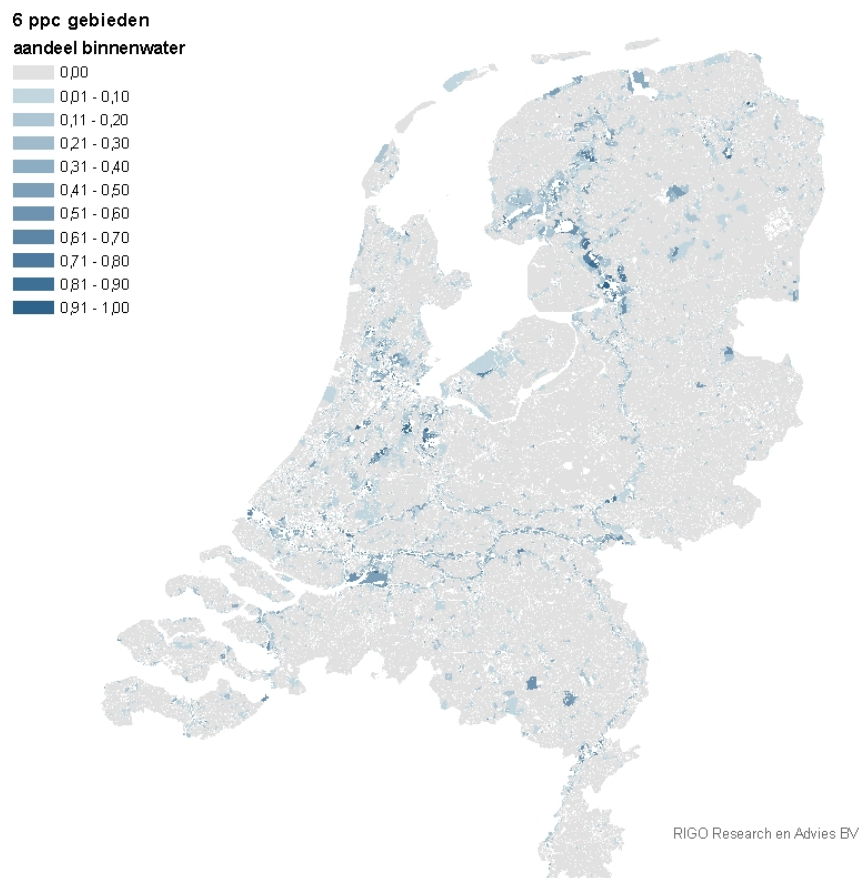 6 ppc gebieden
aandeel binnenwater
0,00
0,01 - 0,10
0,11 - 0,20
0,21 - 0,30
0,31 - 0,40
0,41 - 0,50
0,51 - 0,60
0,61 - 0,70
0,71 - 0,80
0,81 - 0,90
0,91 - 1,00
RIGO Research en Advies BV